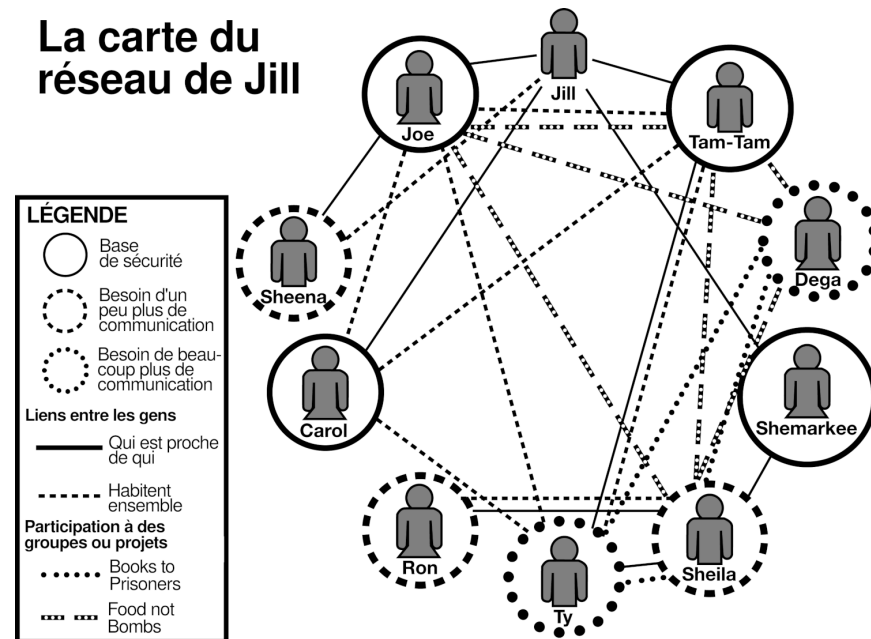 La carte du
réseau de Jill
Jill
Joe
Tam-Tam
Sheena
Dega
Carol
Shemarkee
Ron
Ty
Sheila
LÉGENDE
Base
de sécurité
Besoin d'un
peu plus de
communication
Besoin de beau-
coup plus de
communication
Liens entre les gens
Qui est proche
de qui
Habitent
ensemble
Participation à des
groupes ou projets
Books to
Prisoners
Food not
Bombs